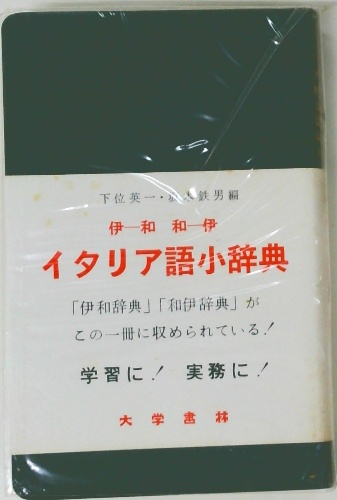 下位英一・坂本鉄男編
伊—和 和—伊
イタリア語小辞典
「伊和辞典」「和伊辞典」が
この一冊に収められている！
学習に！ 実務に！
大学書林